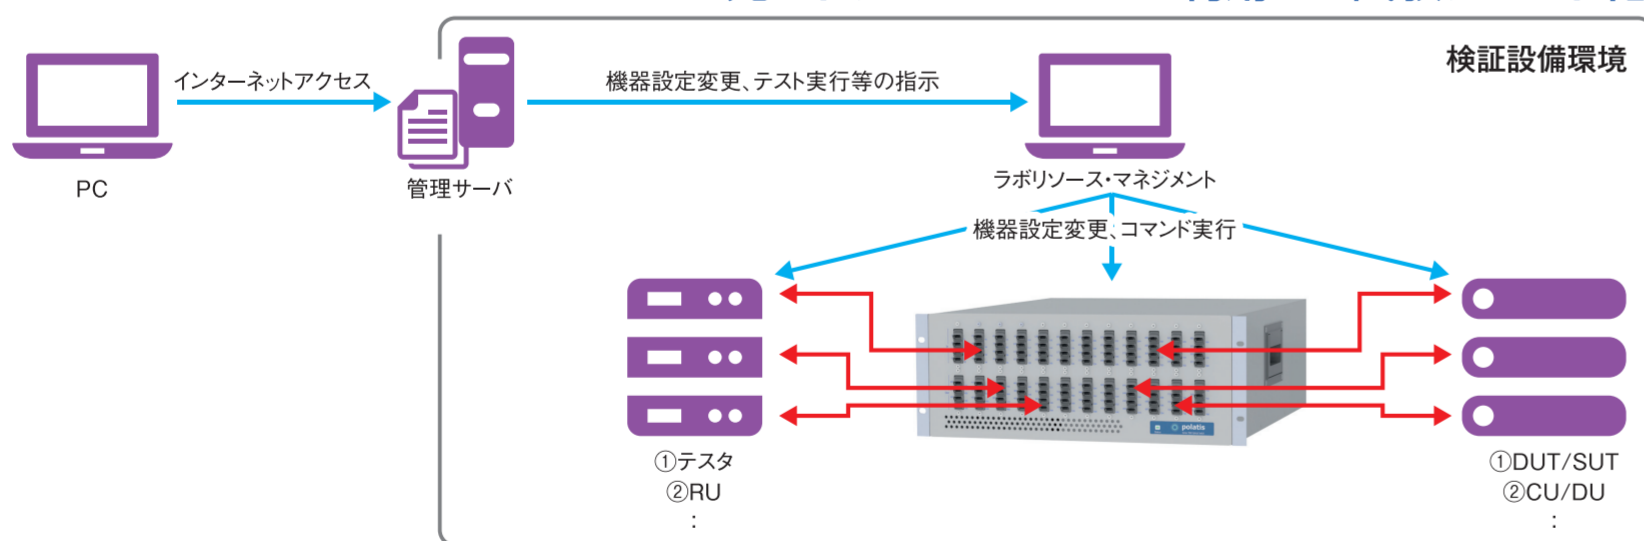 検証設備環境
インターネットアクセス
機器設定変更、テスト実行等の指示
PC
管理サーバ
ラボリソース・マネジメント
機器設定変更、コマンド実行
polatis
①テスタ
②RU
:
①DUT/SUT
②CU/DU
: